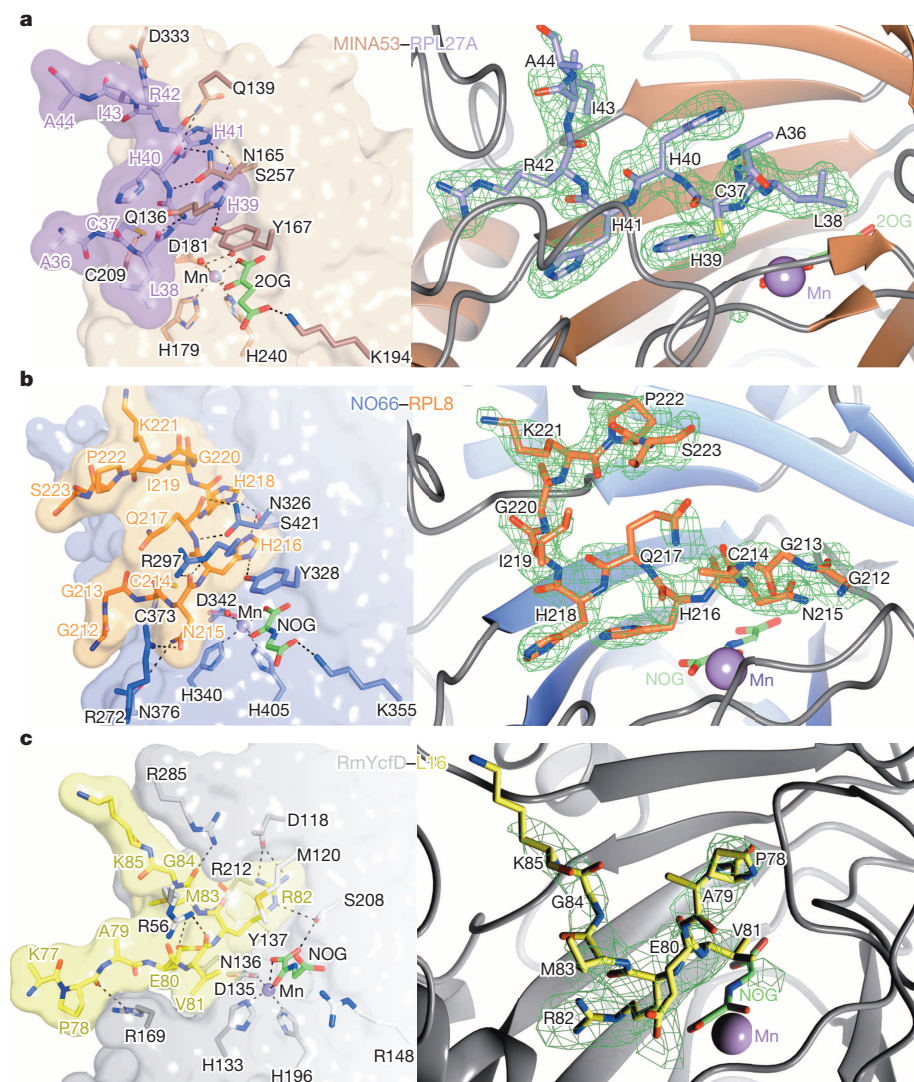 a
MINA53–RPL27A
D333
Q139
R42
I43
A44
H41
H40
N165
S257
Q136
H39
C37
Y167
D181
A36
C209
Mn
2OG
L38
H179
H240
K194
A44
I43
A36
R42
H40
C37
L38
H41
H39
2OG
Mn
b
NO66–RPL8
K221
P222
G220
S223
I219
H218
N326
Q217
S421
R297
H216
G213
C214
Y328
D342
Mn
C373
NOG
G212
N215
H340
H405
R272
N376
K355
P222
K221
S223
G220
I219
Q217
C214
G213
G212
H218
H216
N215
NOG
Mn
c
RmYcfD–L16
R285
D118
K85
G84
R212
M120
M83
R82
S208
A79
R56
Y137
K77
NOG
N136
E80
D135
Mn
V81
P78
R169
R148
H133
H196
K85
P78
A79
G84
V81
E80
M83
NOG
R82
Mn